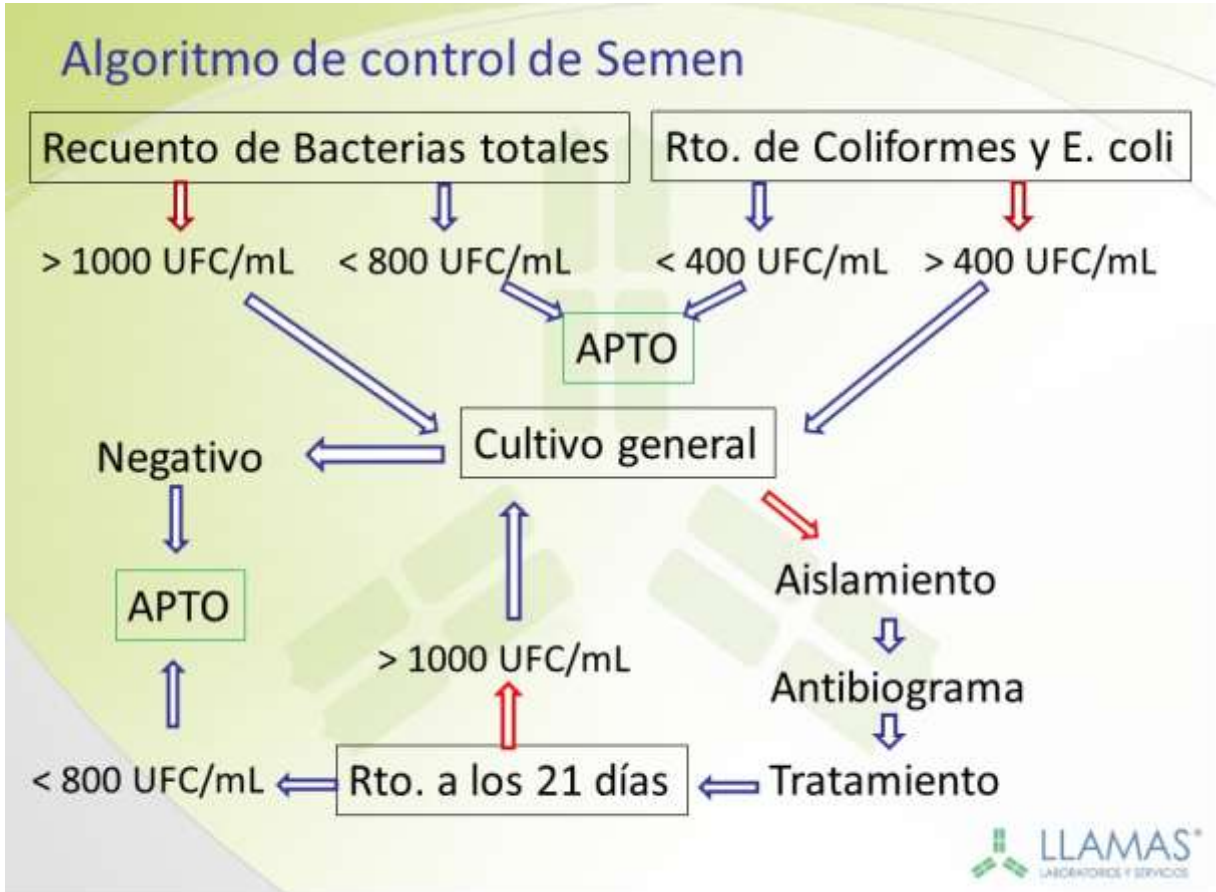 Algoritmo de control de Semen
Recuento de Bacterias totales
Rto. de Coliformes y E. coli
> 1000 UFC/mL
< 800 UFC/mL
< 400 UFC/mL
> 400 UFC/mL
APTO
Cultivo general
Negativo
Aislamiento
APTO
> 1000 UFC/mL
Antibiograma
< 800 UFC/mL
Rto. a los 21 días
Tratamiento
LLAMAS®
LABORATORIOS Y SERVICIOS